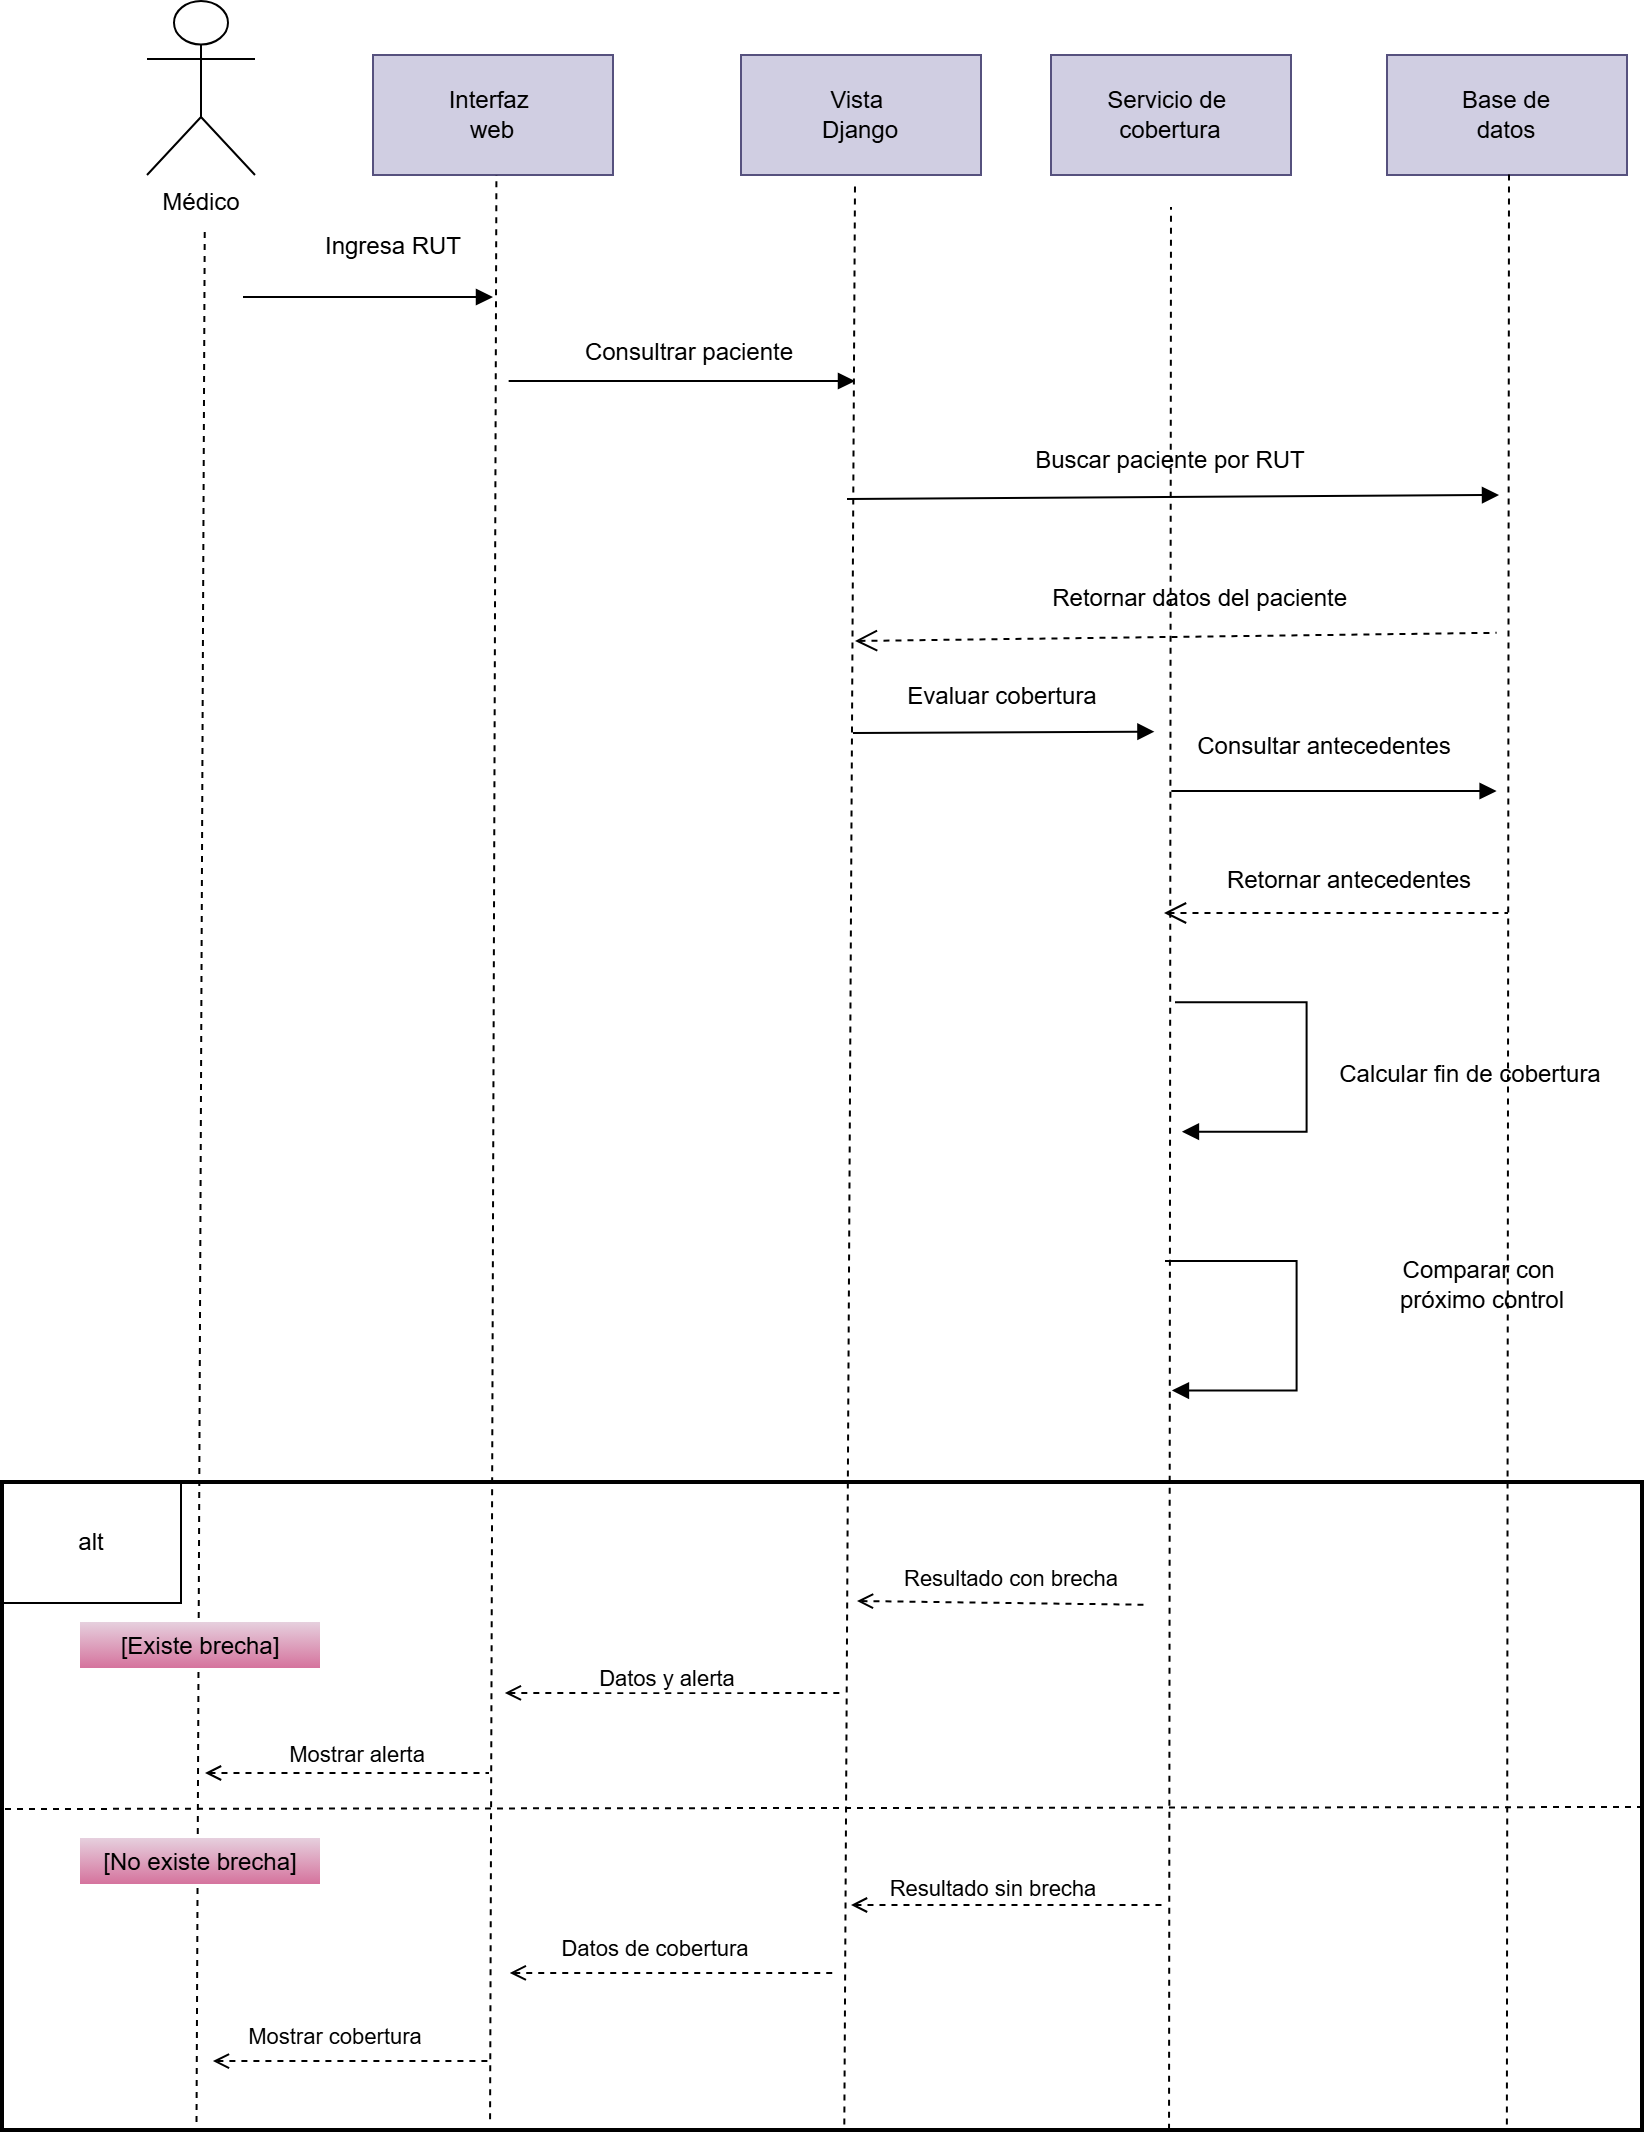 Interfaz
web
Vista
Django
Servicio de
cobertura
Base de
datos
Médico
Ingresa RUT
Consultrar paciente
Buscar paciente por RUT
Retornar datos del paciente
Evaluar cobertura
Consultar antecedentes
Retornar antecedentes
Calcular fin de cobertura
Comparar con
próximo control
alt
Resultado con brecha
[Existe brecha]
Datos y alerta
Mostrar alerta
[No existe brecha]
Resultado sin brecha
Datos de cobertura
Mostrar cobertura